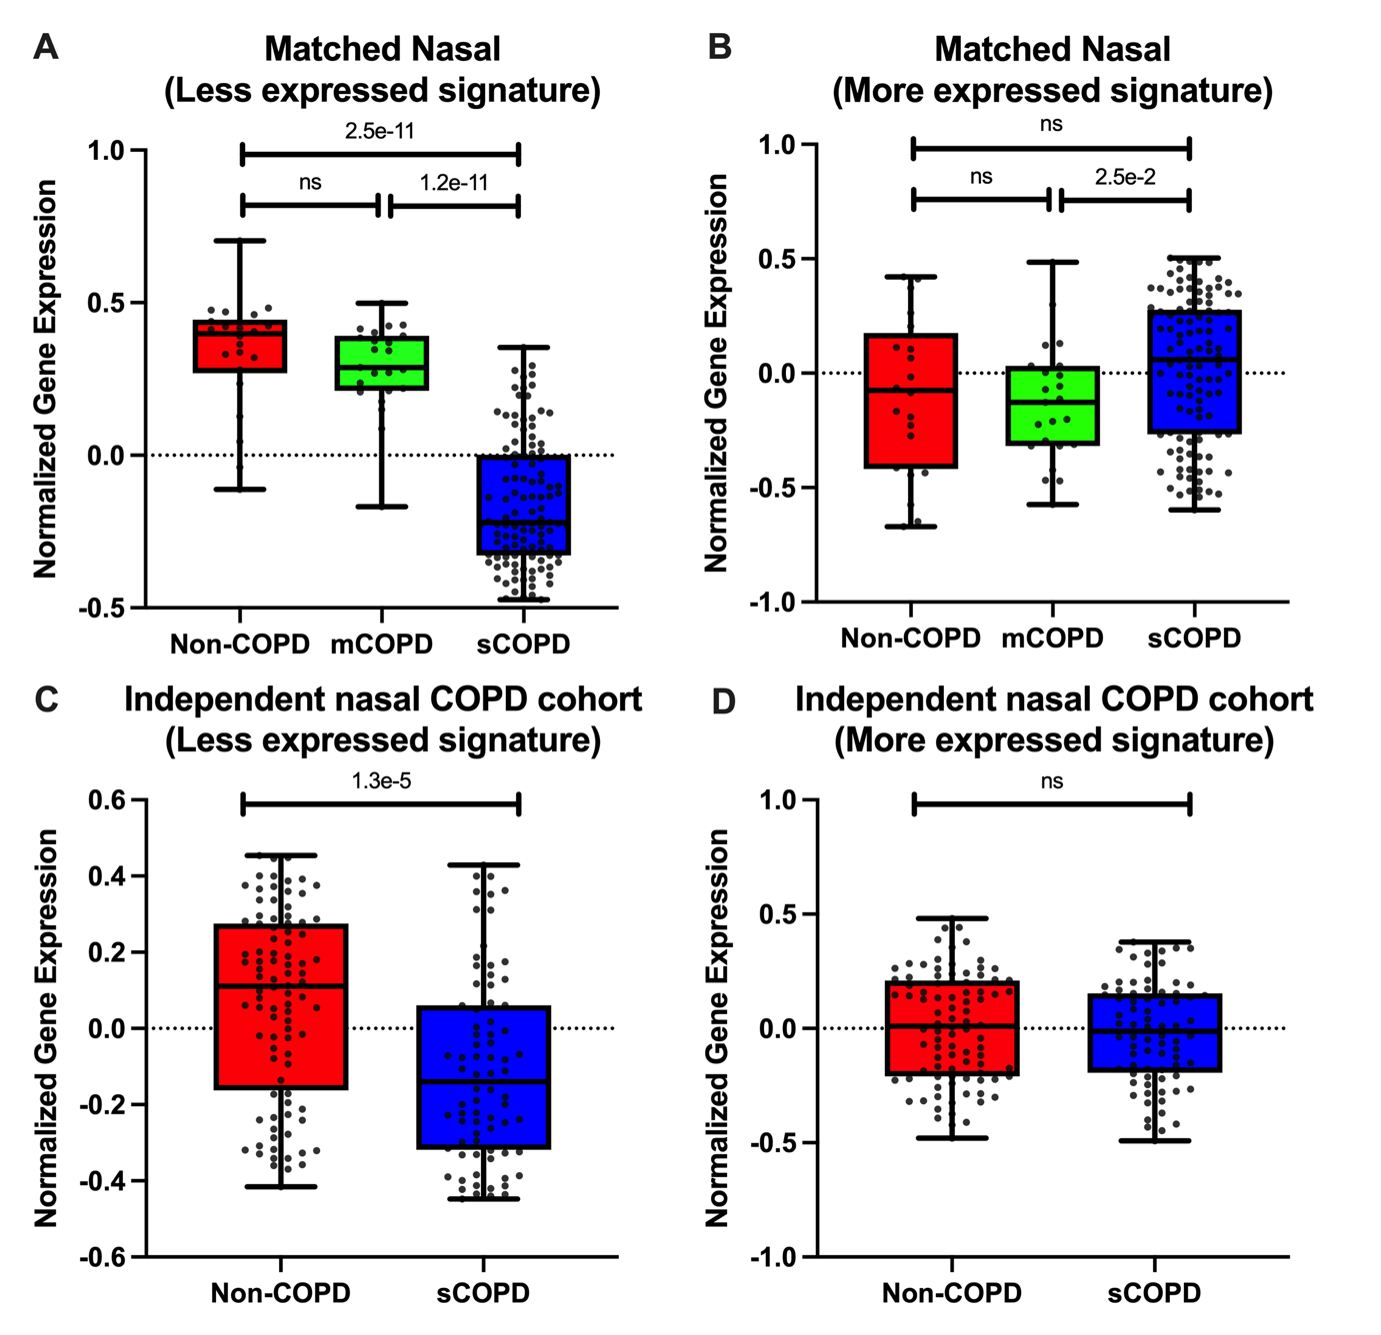 A
Matched Nasal
(Less expressed signature)
2.5e-11
ns
1.2e-11
1.0
0.5
0.0
-0.5
Normalized Gene Expression
Non-COPD
mCOPD
sCOPD
B
Matched Nasal
(More expressed signature)
ns
ns
2.5e-2
1.0
0.5
0.0
-0.5
-1.0
Normalized Gene Expression
Non-COPD
mCOPD
sCOPD
C
Independent nasal COPD cohort
(Less expressed signature)
1.3e-5
0.6
0.4
0.2
0.0
-0.2
-0.4
-0.6
Normalized Gene Expression
Non-COPD
sCOPD
D
Independent nasal COPD cohort
(More expressed signature)
ns
1.0
0.5
0.0
-0.5
-1.0
Normalized Gene Expression
Non-COPD
sCOPD